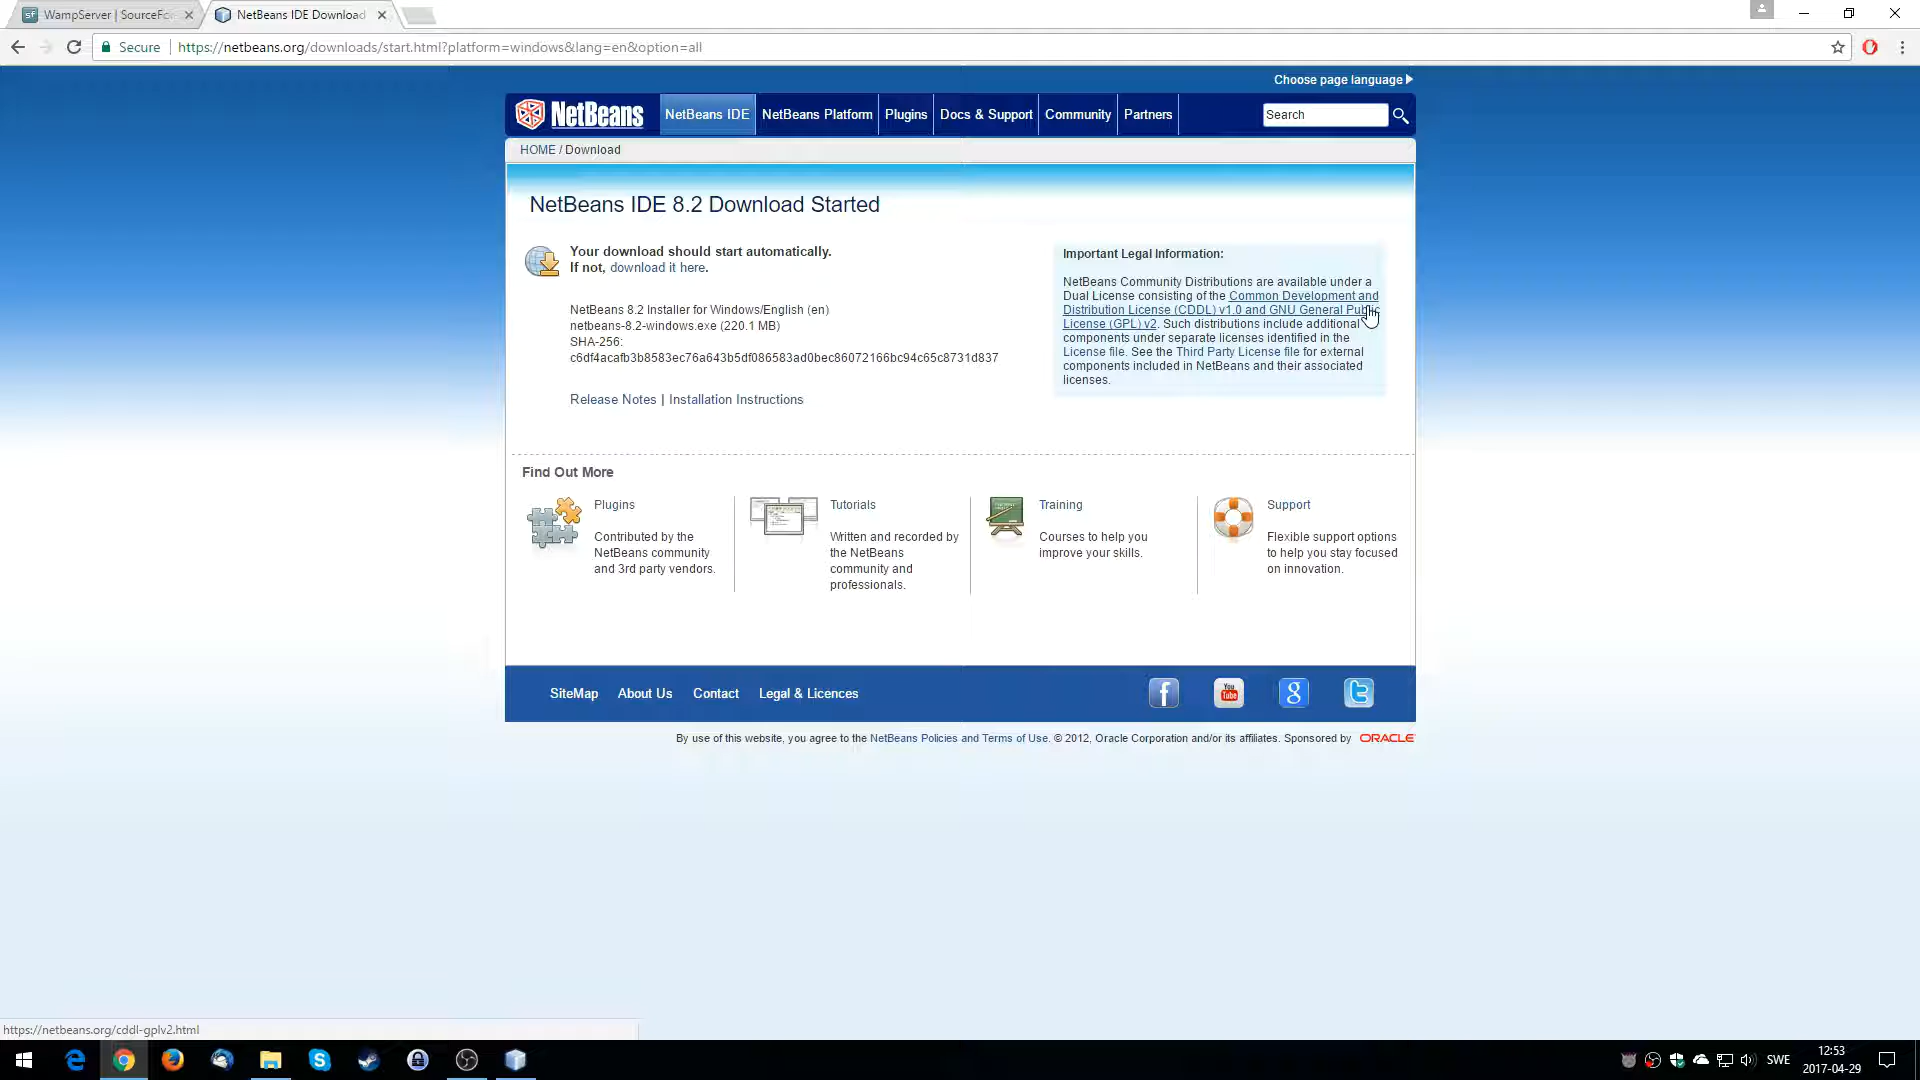 WampServer | SourceFo
NetBeans IDE Download
Secure https://netbeans.org/downloads/start.html?platform=windows&lang=en&option=all
Choose page language
NetBeans
NetBeans IDE
NetBeans Platform
Plugins
Docs & Support
Community
Partners
Search
HOME / Download
NetBeans IDE 8.2 Download Started
Your download should start automatically.
If not, download it here.
NetBeans 8.2 Installer for Windows/English (en)
netbeans-8.2-windows.exe (220.1 MB)
SHA-256:
c6df4acafb3b8583ec76a643b5df086583ad0bec86072166bc94c65c8731d837
Release Notes | Installation Instructions
Important Legal Information:
NetBeans Community Distributions are available under a
Dual License consisting of the Common Development and
Distribution License (CDDL) v1.0 and GNU General Public
License (GPL) v2. Such distributions include additional
components under separate licenses identified in the
License file. See the Third Party License file for external
components included in NetBeans and their associated
licenses.
Find Out More
Plugins
Contributed by the
NetBeans community
and 3rd party vendors.
Tutorials
Written and recorded by
the NetBeans
community and
professionals.
Training
Courses to help you
improve your skills.
Support
Flexible support options
to help you stay focused
on innovation.
SiteMap
About Us
Contact
Legal & Licences
By use of this website, you agree to the NetBeans Policies and Terms of Use. © 2012, Oracle Corporation and/or its affiliates. Sponsored by ORACLE
https://netbeans.org/cddl-gplv2.html
SWE
12:53
2017-04-29